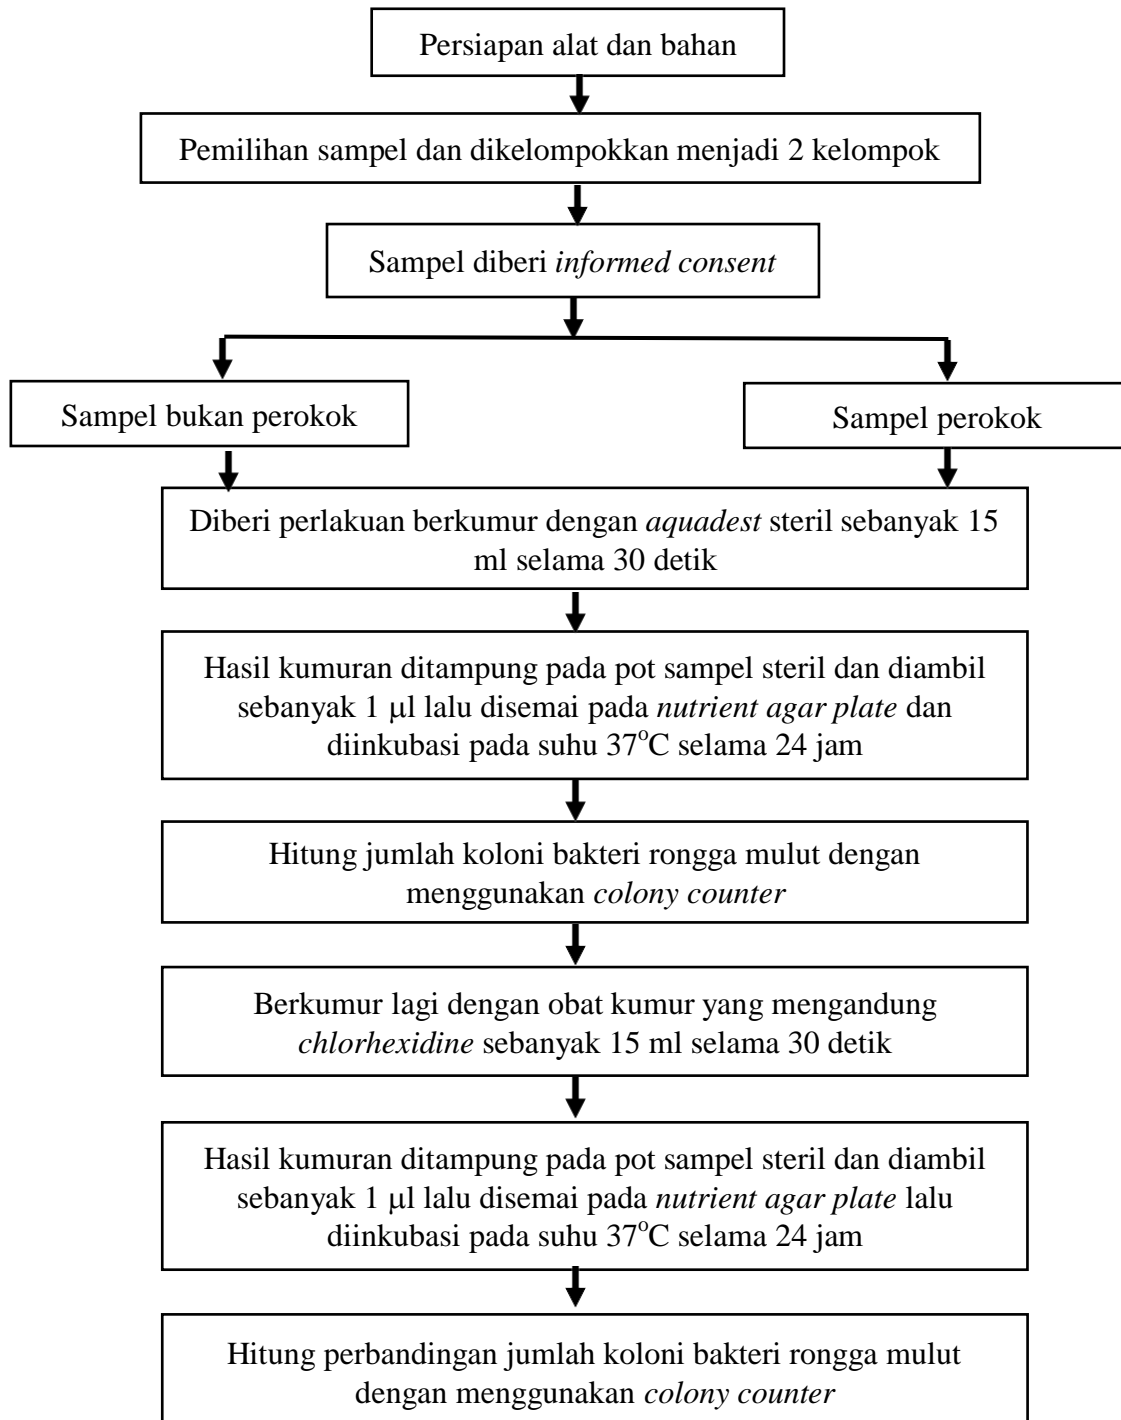 Persiapan alat dan bahan
Pemilihan sampel dan dikelompokkan menjadi 2 kelompok
Sampel diberi informed consent
Sampel bukan perokok
Sampel perokok
Diberi perlakuan berkumur dengan aquadest steril sebanyak 15
ml selama 30 detik
Hasil kumuran ditampung pada pot sampel steril dan diambil
sebanyak 1 μl lalu disemai pada nutrient agar plate dan
diinkubasi pada suhu 37°C selama 24 jam
Hitung jumlah koloni bakteri rongga mulut dengan
menggunakan colony counter
Berkumur lagi dengan obat kumur yang mengandung
chlorhexidine sebanyak 15 ml selama 30 detik
Hasil kumuran ditampung pada pot sampel steril dan diambil
sebanyak 1 μl lalu disemai pada nutrient agar plate lalu
diinkubasi pada suhu 37°C selama 24 jam
Hitung perbandingan jumlah koloni bakteri rongga mulut
dengan menggunakan colony counter